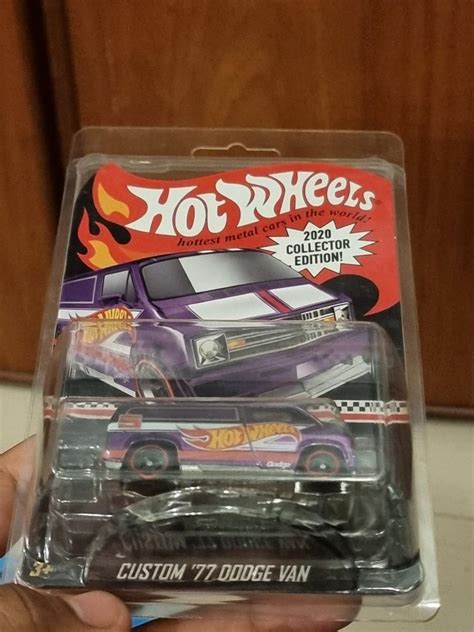 HOT WHEELS
hottest metal cars in the world!
2020
COLLECTOR
EDITION!
HOT WHEELS
Dodge
3+
CUSTOM '77 DODGE VAN